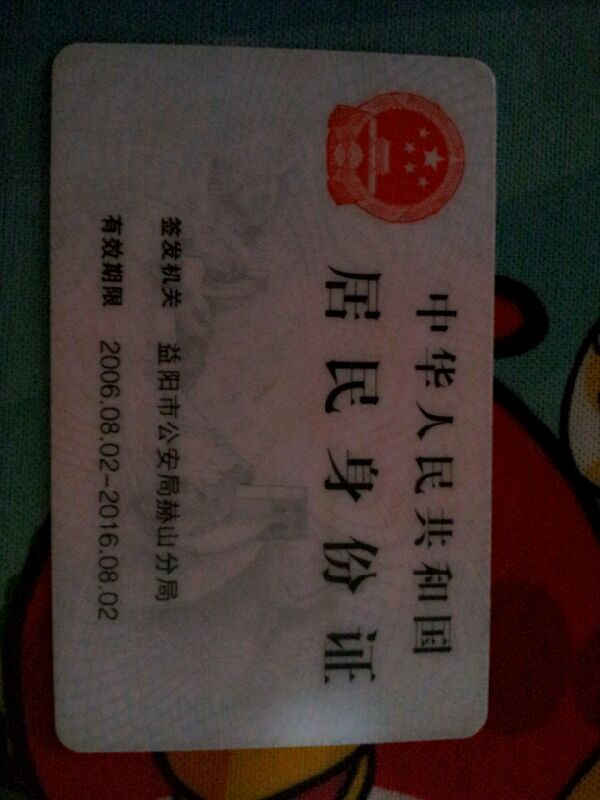 中华人民共和国
居民身份证
签发机关 益阳市公安局赫山分局
有效期限 2006.08.02-2016.08.02